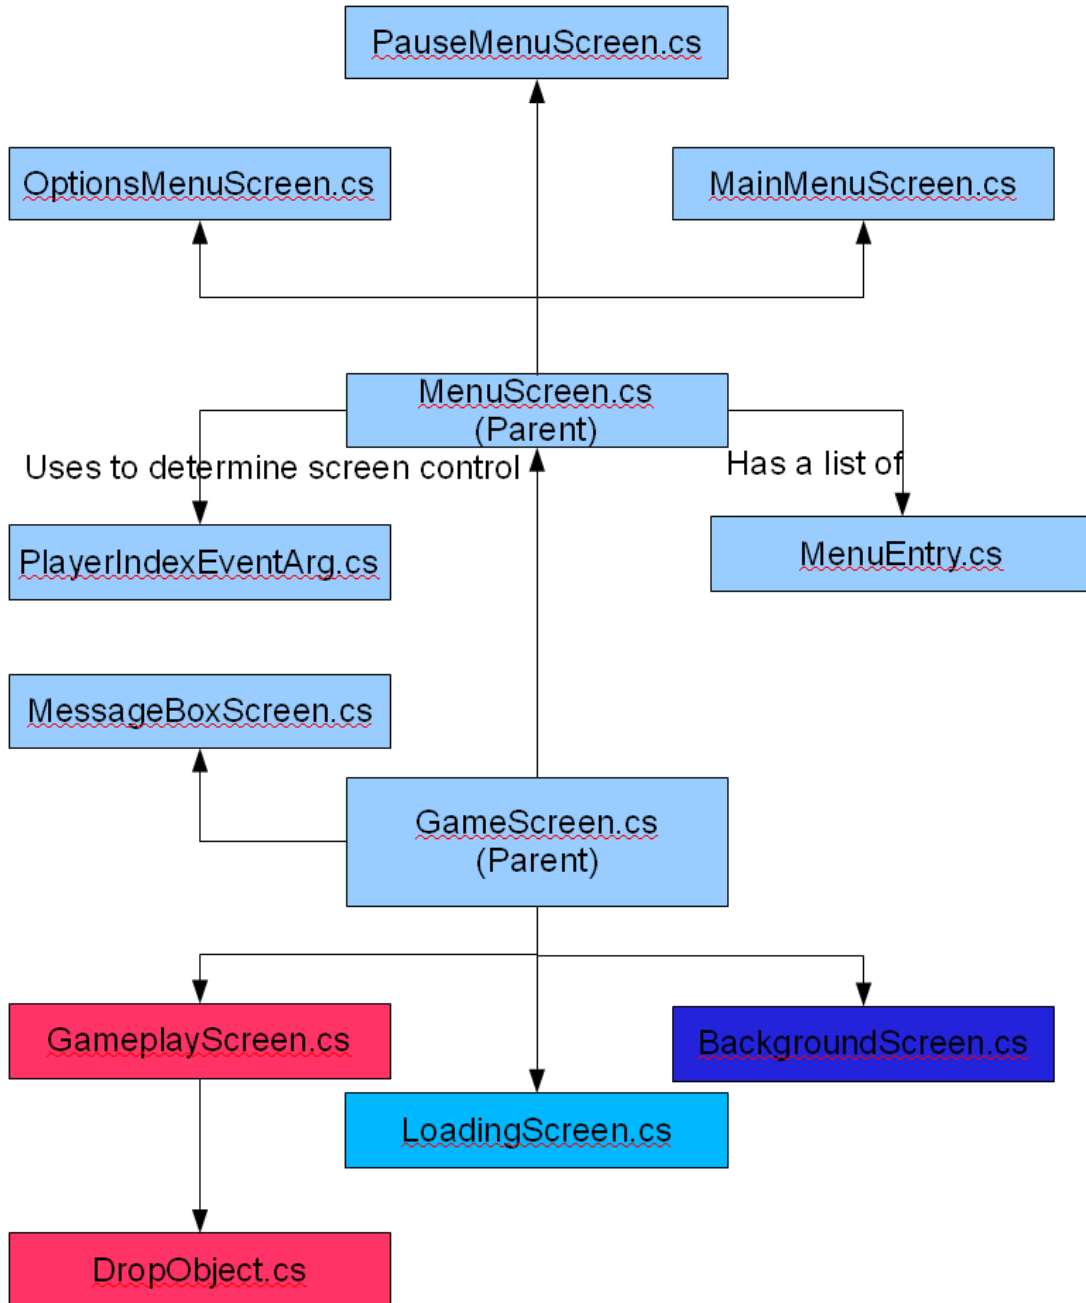 PauseMenuScreen.cs
OptionsMenuScreen.cs
MainMenuScreen.cs
MenuScreen.cs
(Parent)
Uses to determine screen control
Has a list of
PlayerIndexEventArg.cs
MenuEntry.cs
MessageBoxScreen.cs
GameScreen.cs
(Parent)
GameplayScreen.cs
BackgroundScreen.cs
LoadingScreen.cs
DropObject.cs